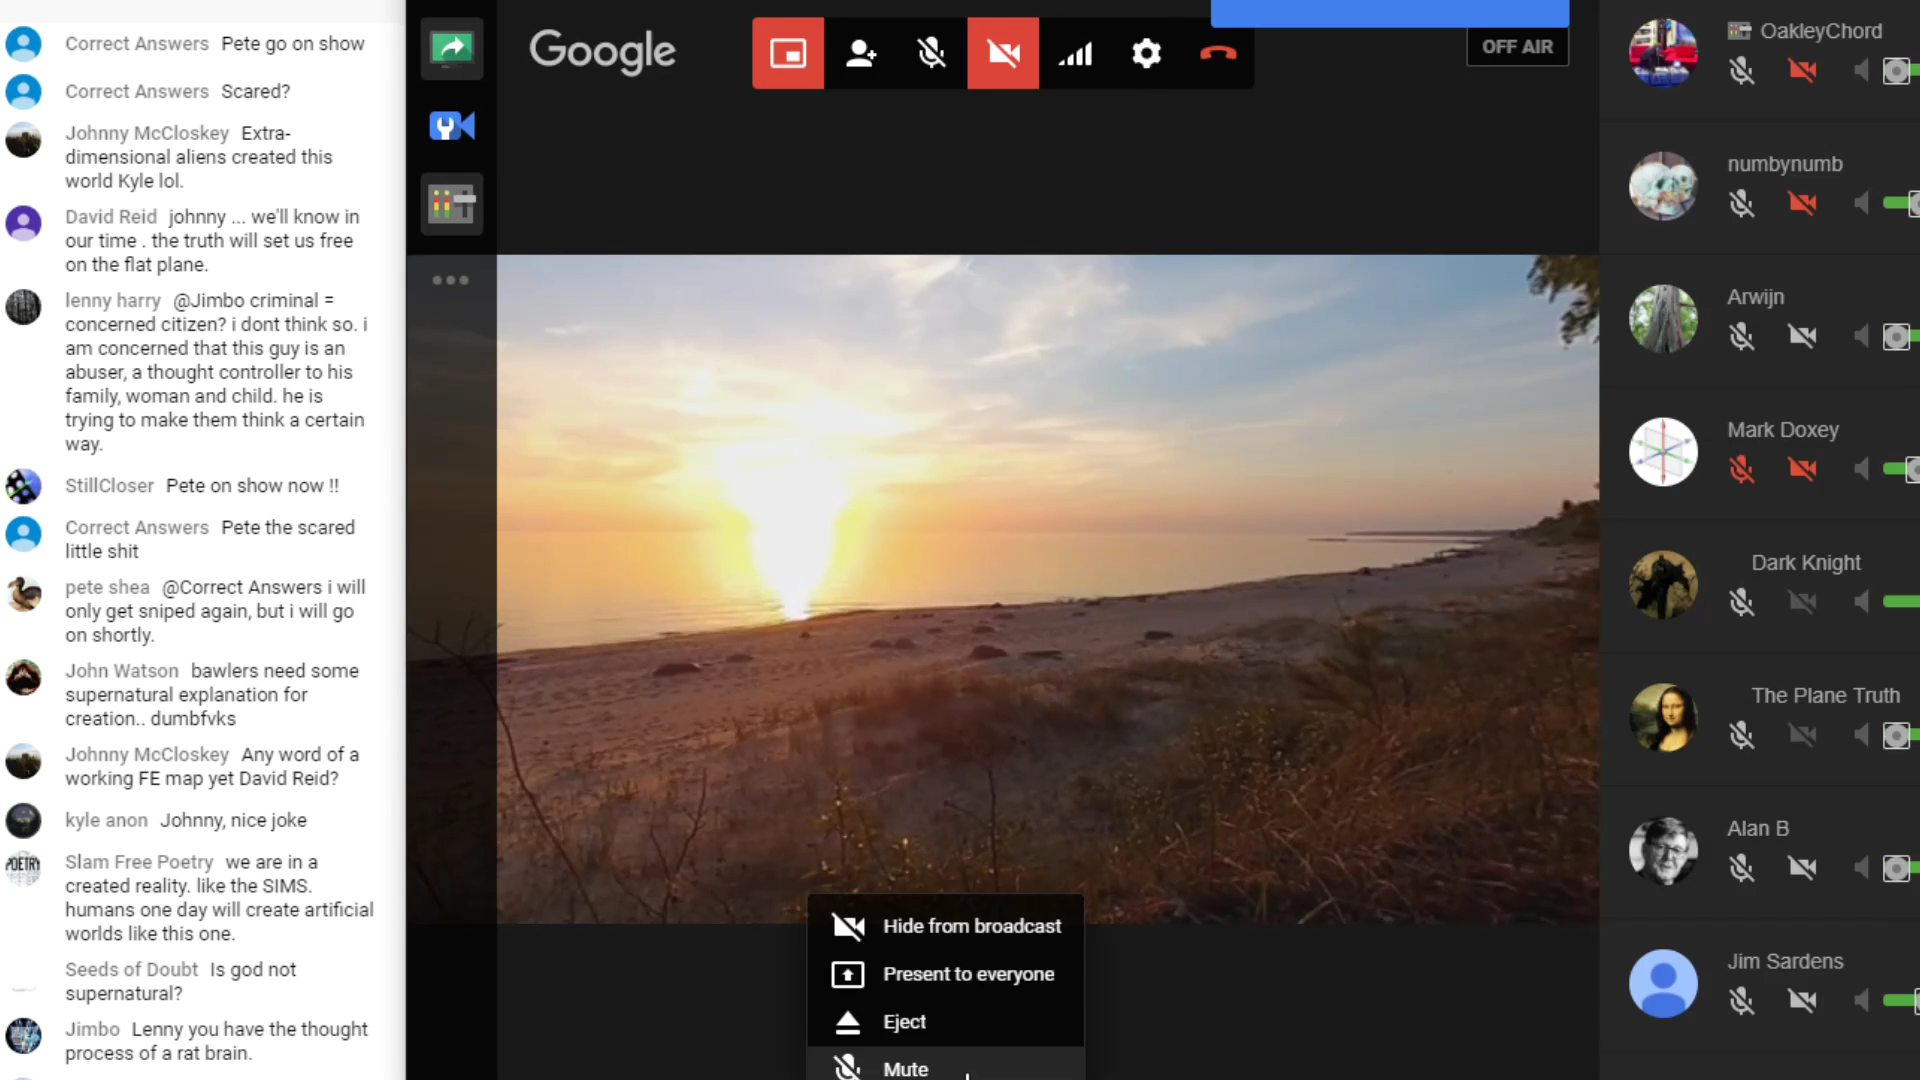 Correct Answers Pete go on show
Correct Answers Scared?
Johnny McCloskey Extra-
dimensional aliens created this
world Kyle lol.
David Reid johnny ... we'll know in
our time . the truth will set us free
on the flat plane.
lenny harry @Jimbo criminal =
concerned citizen? i dont think so. i
am concerned that this guy is an
abuser, a thought controller to his
family, woman and child. he is
trying to make them think a certain
way.
StillCloser Pete on show now !!
Correct Answers Pete the scared
little shit
pete shea @Correct Answers i will
only get sniped again, but i will go
on shortly.
John Watson bawlers need some
supernatural explanation for
creation.. dumbfvks
Johnny McCloskey Any word of a
working FE map yet David Reid?
kyle anon Johnny, nice joke
POETRY
Slam Free Poetry we are in a
created reality. like the SIMS.
humans one day will create artificial
worlds like this one.
Seeds of Doubt Is god not
supernatural?
Jimbo Lenny you have the thought
process of a rat brain.
Google
OFF AIR
Hide from broadcast
Present to everyone
Eject
Mute
OakleyChord
numbynumb
Arwijn
Mark Doxey
Dark Knight
The Plane Truth
Alan B
Jim Sardens